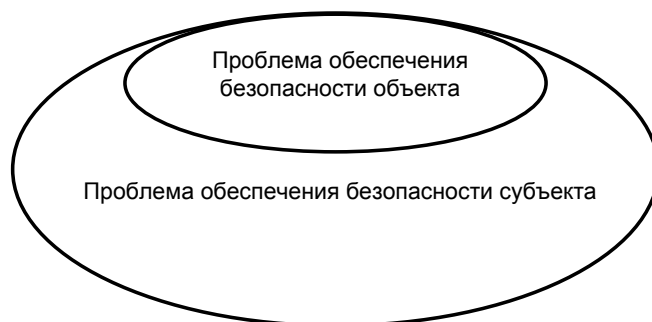 Проблема обеспечения
безопасности объекта
Проблема обеспечения безопасности субъекта